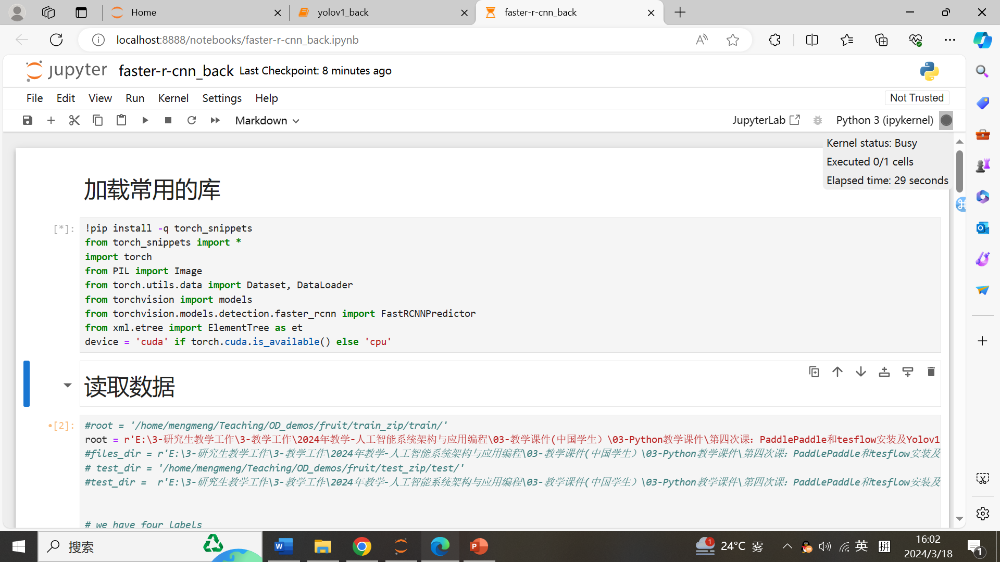 Home
yolov1_back
faster-r-cnn_back
localhost:8888/notebooks/faster-r-cnn_back.ipynb
jupyter faster-r-cnn_back Last Checkpoint: 8 minutes ago
File Edit View Run Kernel Settings Help
Not Trusted
Markdown
JupyterLab
Python 3 (ipykernel)
Kernel status: Busy
Executed 0/1 cells
Elapsed time: 29 seconds
加载常用的库
[*]:
!pip install -q torch_snippets
from torch_snippets import *
import torch
from PIL import Image
from torch.utils.data import Dataset, DataLoader
from torchvision import models
from torchvision.models.detection.faster_rcnn import FastRCNNPredictor
from xml.etree import ElementTree as et
device = 'cuda' if torch.cuda.is_available() else 'cpu'
读取数据
•[2]:
#root = '/home/mengmeng/Teaching/OD_demos/fruit/train_zip/train/'
root = r'E:\3-研究生教学工作\3-教学工作\2024年教学-人工智能系统架构与应用编程\03-教学课件(中国学生）\03-Python教学课件\第四次课：PaddlePaddle和tesflow安装及Yolov1
#files_dir = r'E:\3-研究生教学工作\3-教学工作\2024年教学-人工智能系统架构与应用编程\03-教学课件(中国学生）\03-Python教学课件\第四次课：PaddlePaddle和tesflow安装及
# test_dir = '/home/mengmeng/Teaching/OD_demos/fruit/test_zip/test/'
#test_dir =  r'E:\3-研究生教学工作\3-教学工作\2024年教学-人工智能系统架构与应用编程\03-教学课件(中国学生）\03-Python教学课件\第四次课：PaddlePaddle和tesflow安装及
# we have four labels
搜索
1
24°C 雾
英
拼
16:02
2024/3/18
1